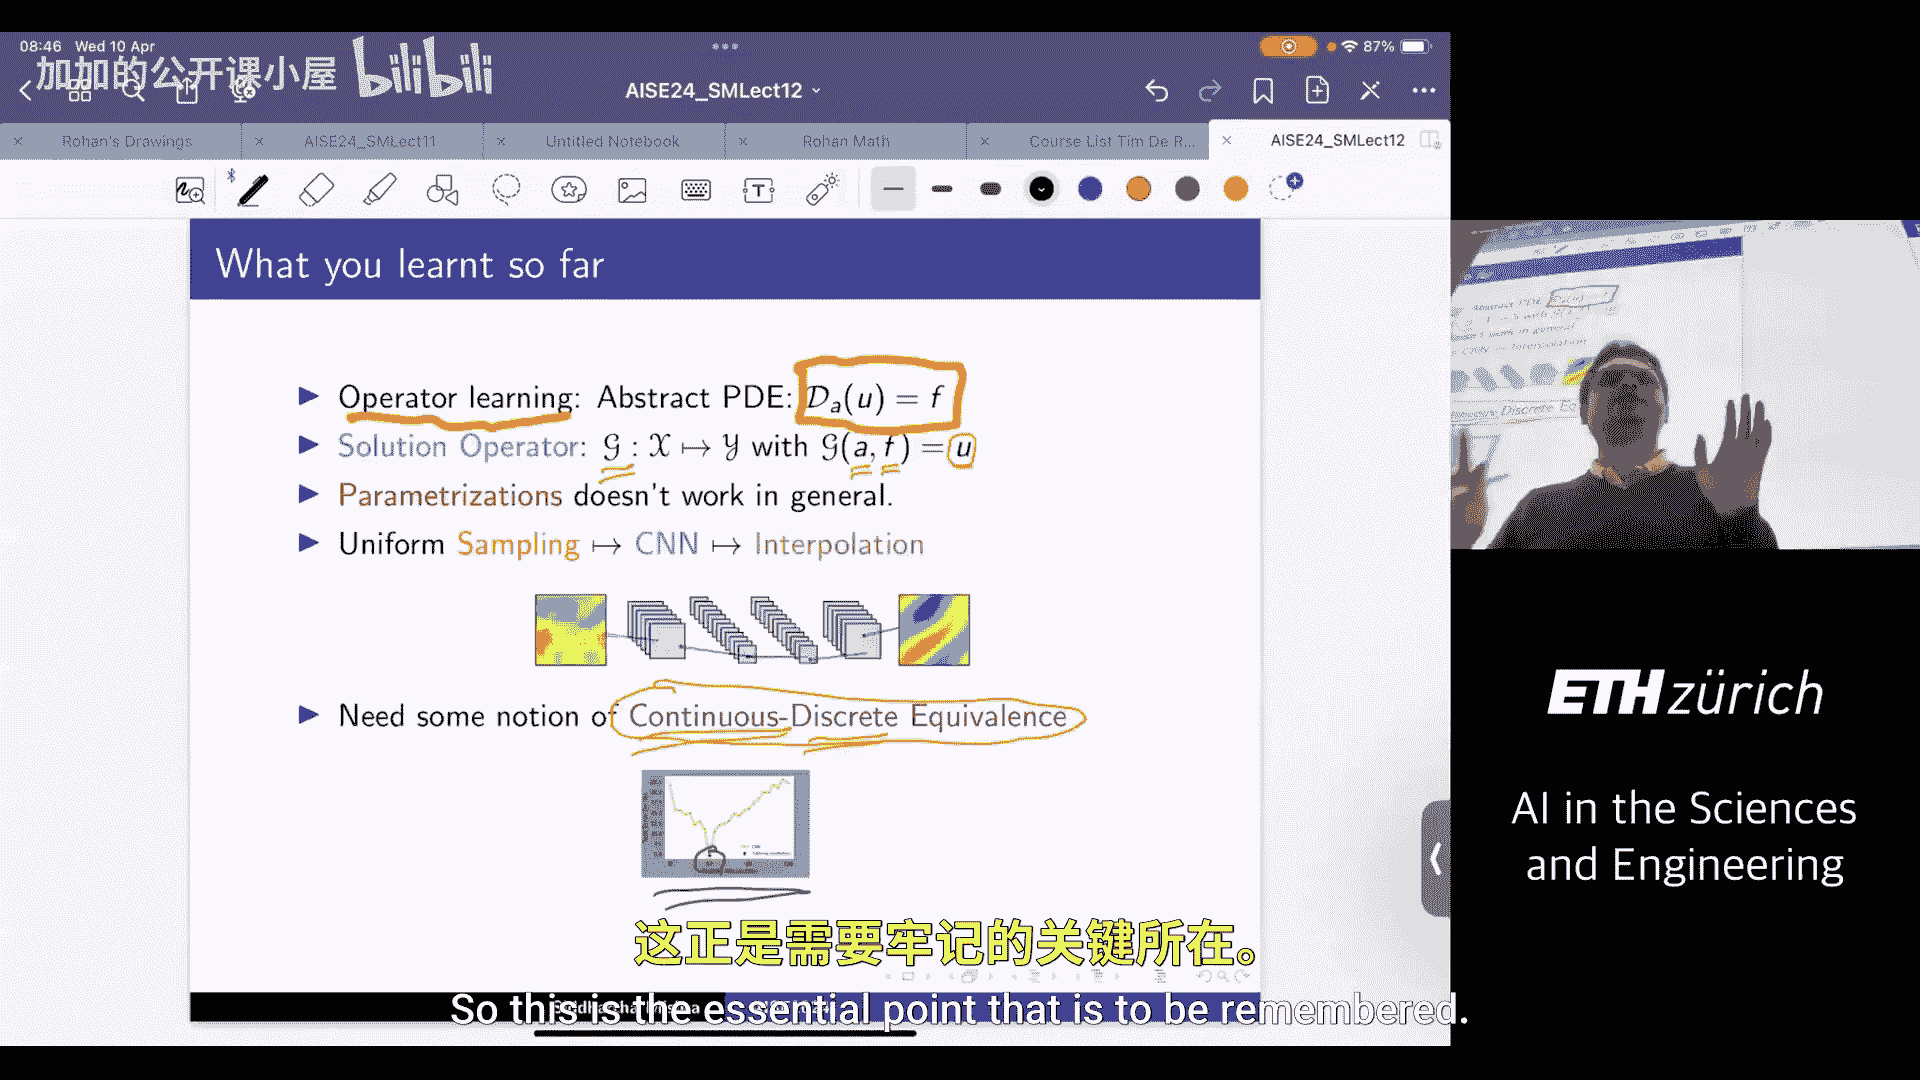 08:46 Wed 10 Apr
87%
加加的公开课小屋 bilibili
AISE24_SMLect12
Rohan's Drawings
AISE24_SMLect11
Untitled Notebook
Rohan Math
Course List Tim De R...
AISE24_SMLect12
What you learnt so far
Operator learning: Abstract PDE: 𝒟ₐ(u) = f
Solution Operator: 𝒢 : 𝒳 ↦ 𝒴 with 𝒢(a, f) = u
Parametrizations doesn't work in general.
Uniform Sampling ↦ CNN ↦ Interpolation
Need some notion of Continuous-Discrete Equivalence
ETH zürich
AI in the Sciences
and Engineering
这正是需要牢记的关键所在。
So this is the essential point that is to be remembered.